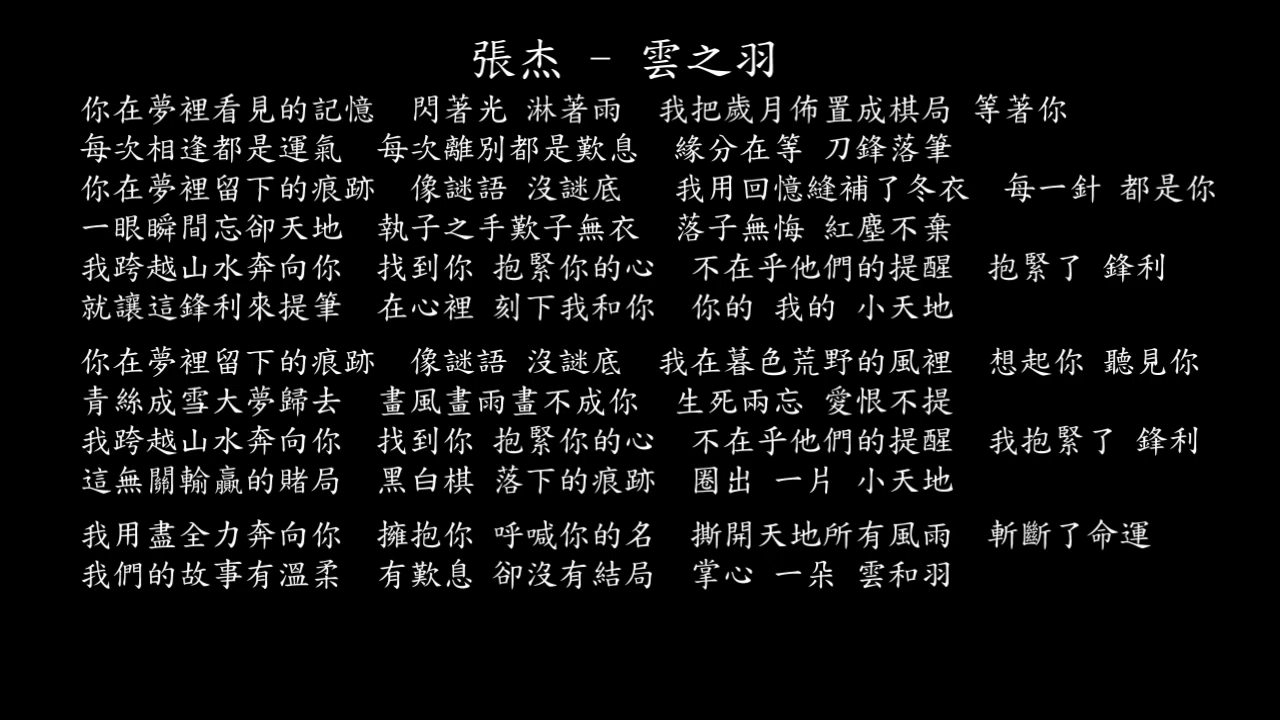 張杰 - 雲之羽
你在夢裡看見的記憶 閃著光 淋著雨 我把歲月佈置成棋局 等著你
每次相逢都是運氣 每次離別都是歎息 緣分在等 刀鋒落筆
你在夢裡留下的痕跡 像謎語 沒謎底 我用回憶縫補了冬衣 每一針 都是你
一眼瞬間忘卻天地 執子之手歎子無衣 落子無悔 紅塵不棄
我跨越山水奔向你 找到你 抱緊你的心 不在乎他們的提醒 抱緊了 鋒利
就讓這鋒利來提筆 在心裡 刻下我和你 你的 我的 小天地
你在夢裡留下的痕跡 像謎語 沒謎底 我在暮色荒野的風裡 想起你 聽見你
青絲成雪大夢歸去 畫風畫雨畫不成你 生死兩忘 愛恨不提
我跨越山水奔向你 找到你 抱緊你的心 不在乎他們的提醒 我抱緊了 鋒利
這無關輸贏的賭局 黑白棋 落下的痕跡 圈出 一片 小天地
我用盡全力奔向你 擁抱你 呼喊你的名 撕開天地所有風雨 斬斷了命運
我們的故事有溫柔 有歎息 卻沒有結局 掌心 一朵 雲和羽